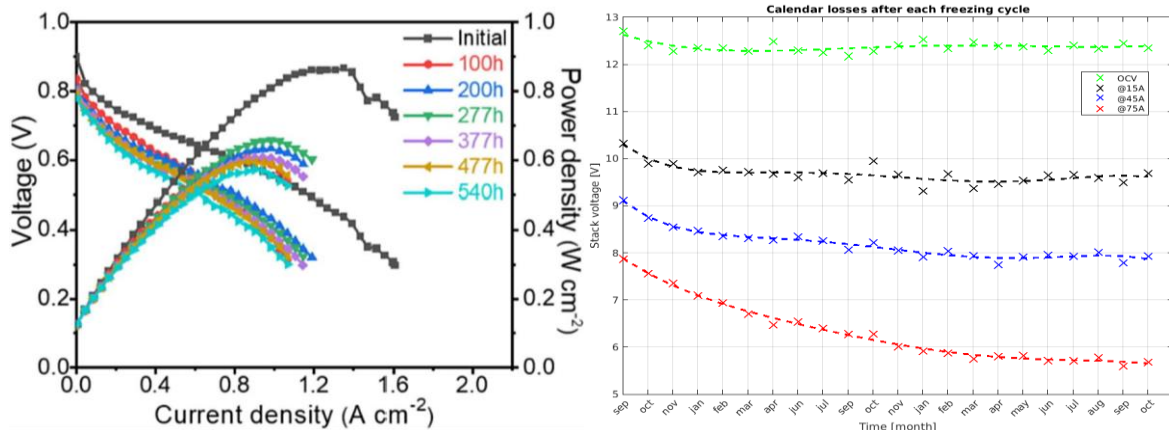 Voltage (V)
1.0
0.8
0.6
0.4
0.2
0.0
0.0
0.4
0.8
1.2
1.6
2.0
Current density (A cm-2)
1.0
0.8
0.6
0.4
0.2
0.0
Power density (W cm-2)
Initial
100h
200h
277h
377h
477h
540h
Calendar losses after each freezing cycle
Stack voltage [V]
13
12
11
10
9
8
7
6
5
OCV
@15A
@45A
@75A
sep
oct
nov
jan
feb
mar
apr
jun
jul
sep
oct
nov
jan
feb
mar
apr
may
jun
jul
aug
sep
oct
Time [month]